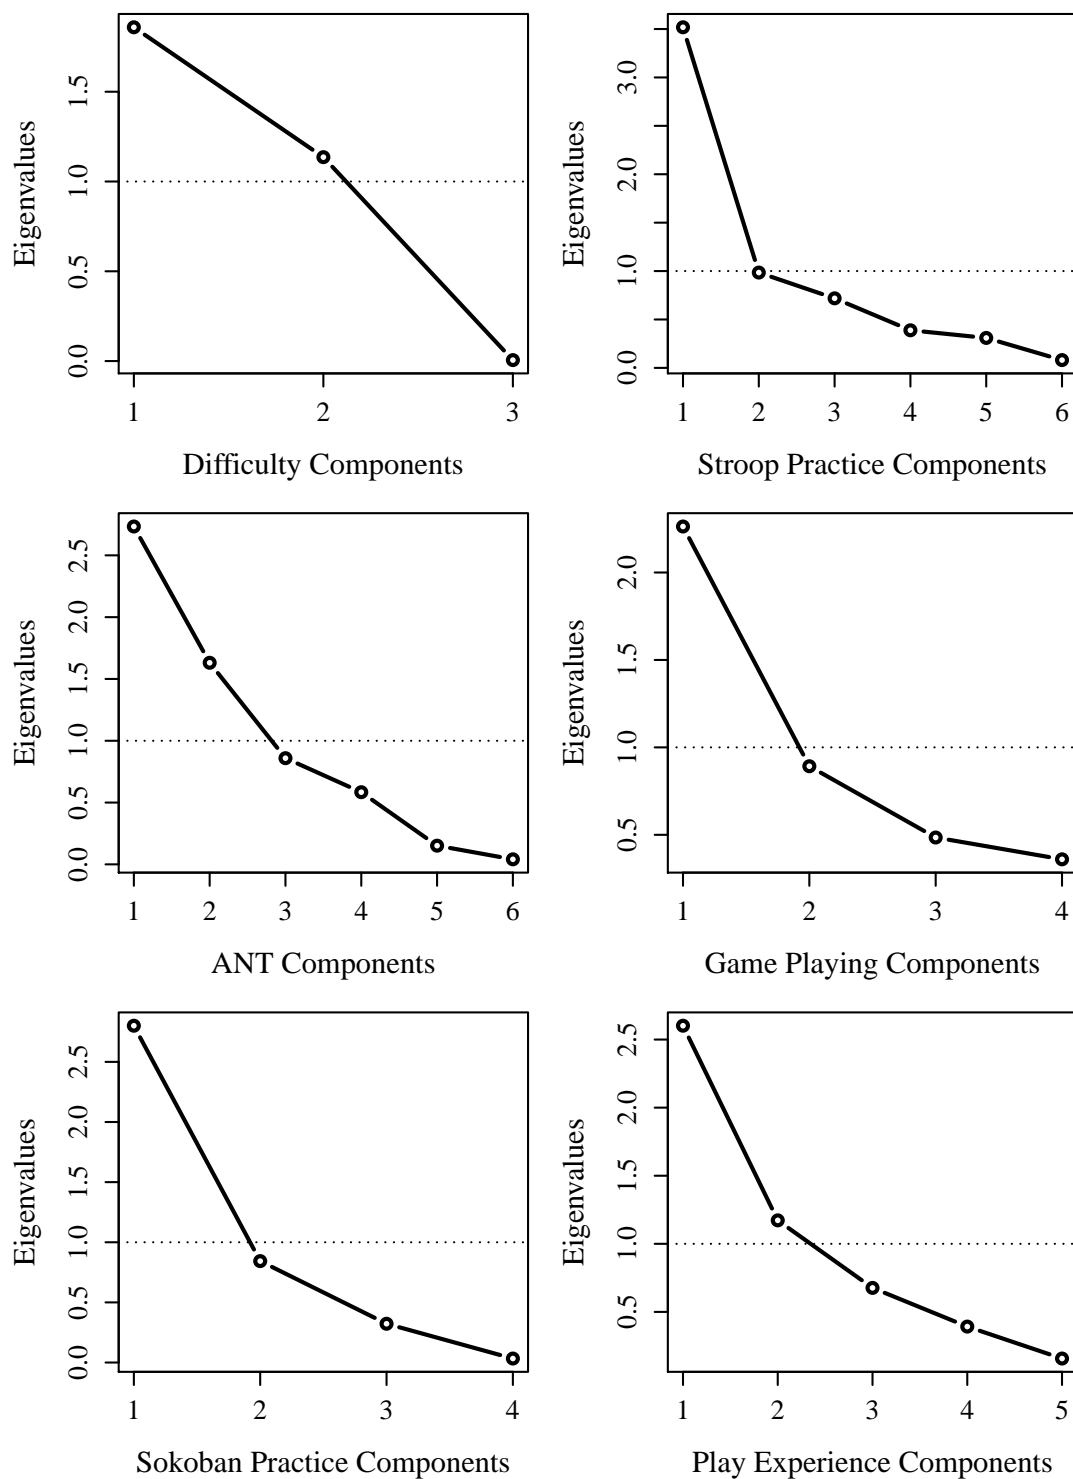 Eigenvalues
0.0 0.5 1.0 1.5
1 2 3
Difficulty Components
Eigenvalues
0.0 1.0 2.0 3.0
1 2 3 4 5 6
Stroop Practice Components
Eigenvalues
0.0 0.5 1.0 1.5 2.0 2.5
1 2 3 4 5 6
ANT Components
Eigenvalues
0.5 1.0 1.5 2.0
1 2 3 4
Game Playing Components
Eigenvalues
0.0 0.5 1.0 1.5 2.0 2.5
1 2 3 4
Sokoban Practice Components
Eigenvalues
0.5 1.0 1.5 2.0 2.5
1 2 3 4 5
Play Experience Components